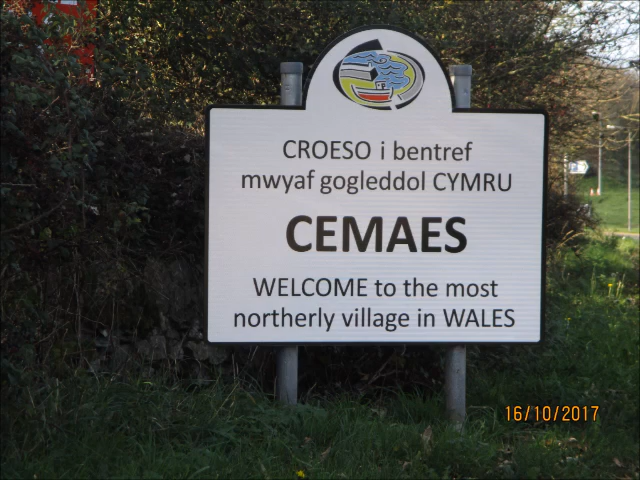 CROESO i bentref
mwyaf gogleddol CYMRU
CEMAES
WELCOME to the most
northerly village in WALES
16/10/2017